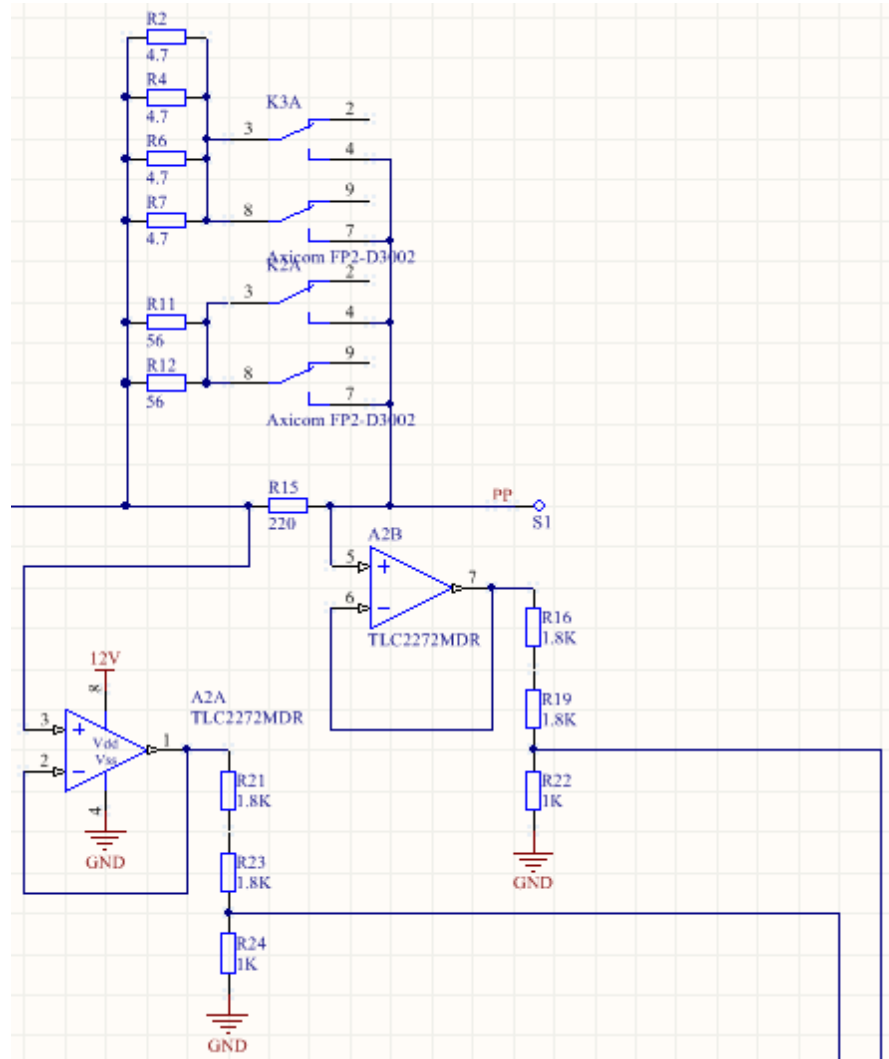 R2
4.7
R4
4.7
R6
4.7
R7
4.7
K3A
3
2
4
8
9
7
Axicom FP2-D3002
K2A
3
2
4
8
9
7
Axicom FP2-D3002
R11
56
R12
56
R15
220
PP
S1
A2B
5
6
7
TLC2272MDR
R16
1.8K
R19
1.8K
R22
1K
GND
12V
8
A2A
TLC2272MDR
3
2
1
Vdd
Vss
4
GND
R21
1.8K
R23
1.8K
R24
1K
GND